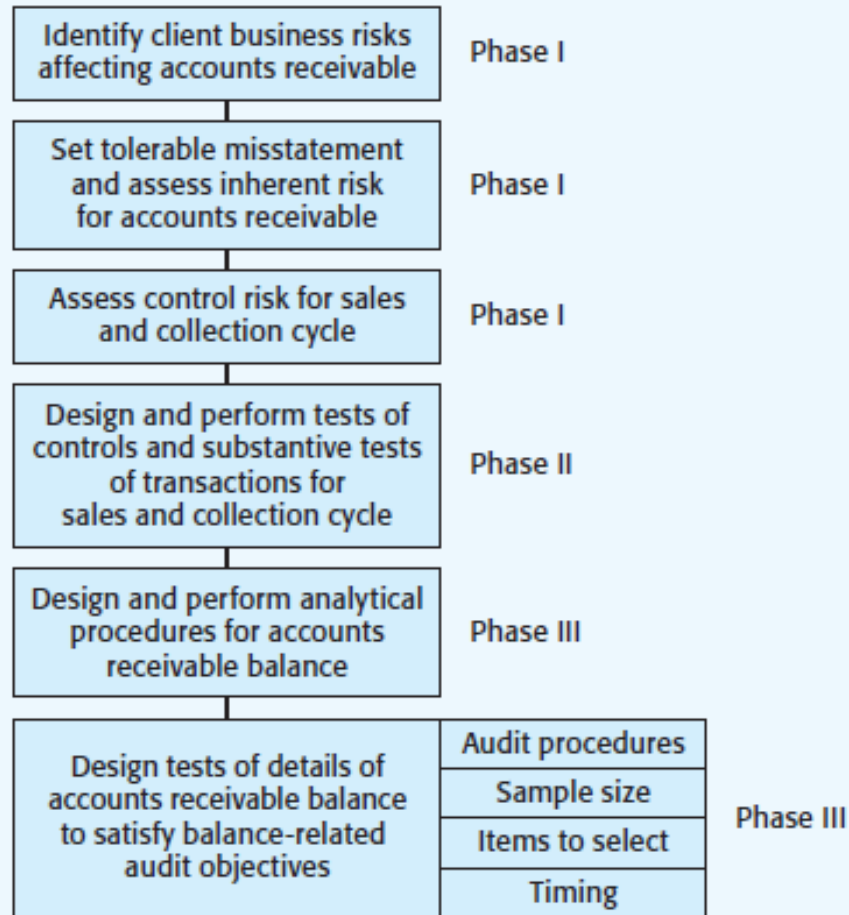 Identify client business risks
affecting accounts receivable
Phase I
Set tolerable misstatement
and assess inherent risk
for accounts receivable
Phase I
Assess control risk for sales
and collection cycle
Phase I
Design and perform tests of
controls and substantive tests
of transactions for
sales and collection cycle
Phase II
Design and perform analytical
procedures for accounts
receivable balance
Phase III
Design tests of details of
accounts receivable balance
to satisfy balance-related
audit objectives
Audit procedures
Sample size
Items to select
Timing
Phase III